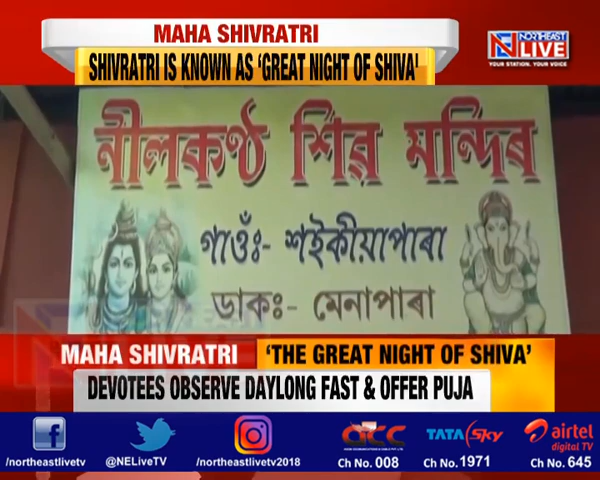 MAHA SHIVRATRI
SHIVRATRI IS KNOWN AS ‘GREAT NIGHT OF SHIVA'
NORTHEAST
LIVE
YOUR STATION. YOUR VOICE
নীলকণ্ঠ শিৱ মন্দিৰ
গাওঁঃ- শইকীয়াপাৰা
ডাকঃ- মেনাপাৰা
MAHA SHIVRATRI
‘THE GREAT NIGHT OF SHIVA’
DEVOTEES OBSERVE DAYLONG FAST & OFFER PUJA
/northeastlivetv
@NELiveTV
/northeastlivetv2018
acc
Ch No. 008
TATA Sky
Ch No.1971
airtel
digital TV
Ch No. 645